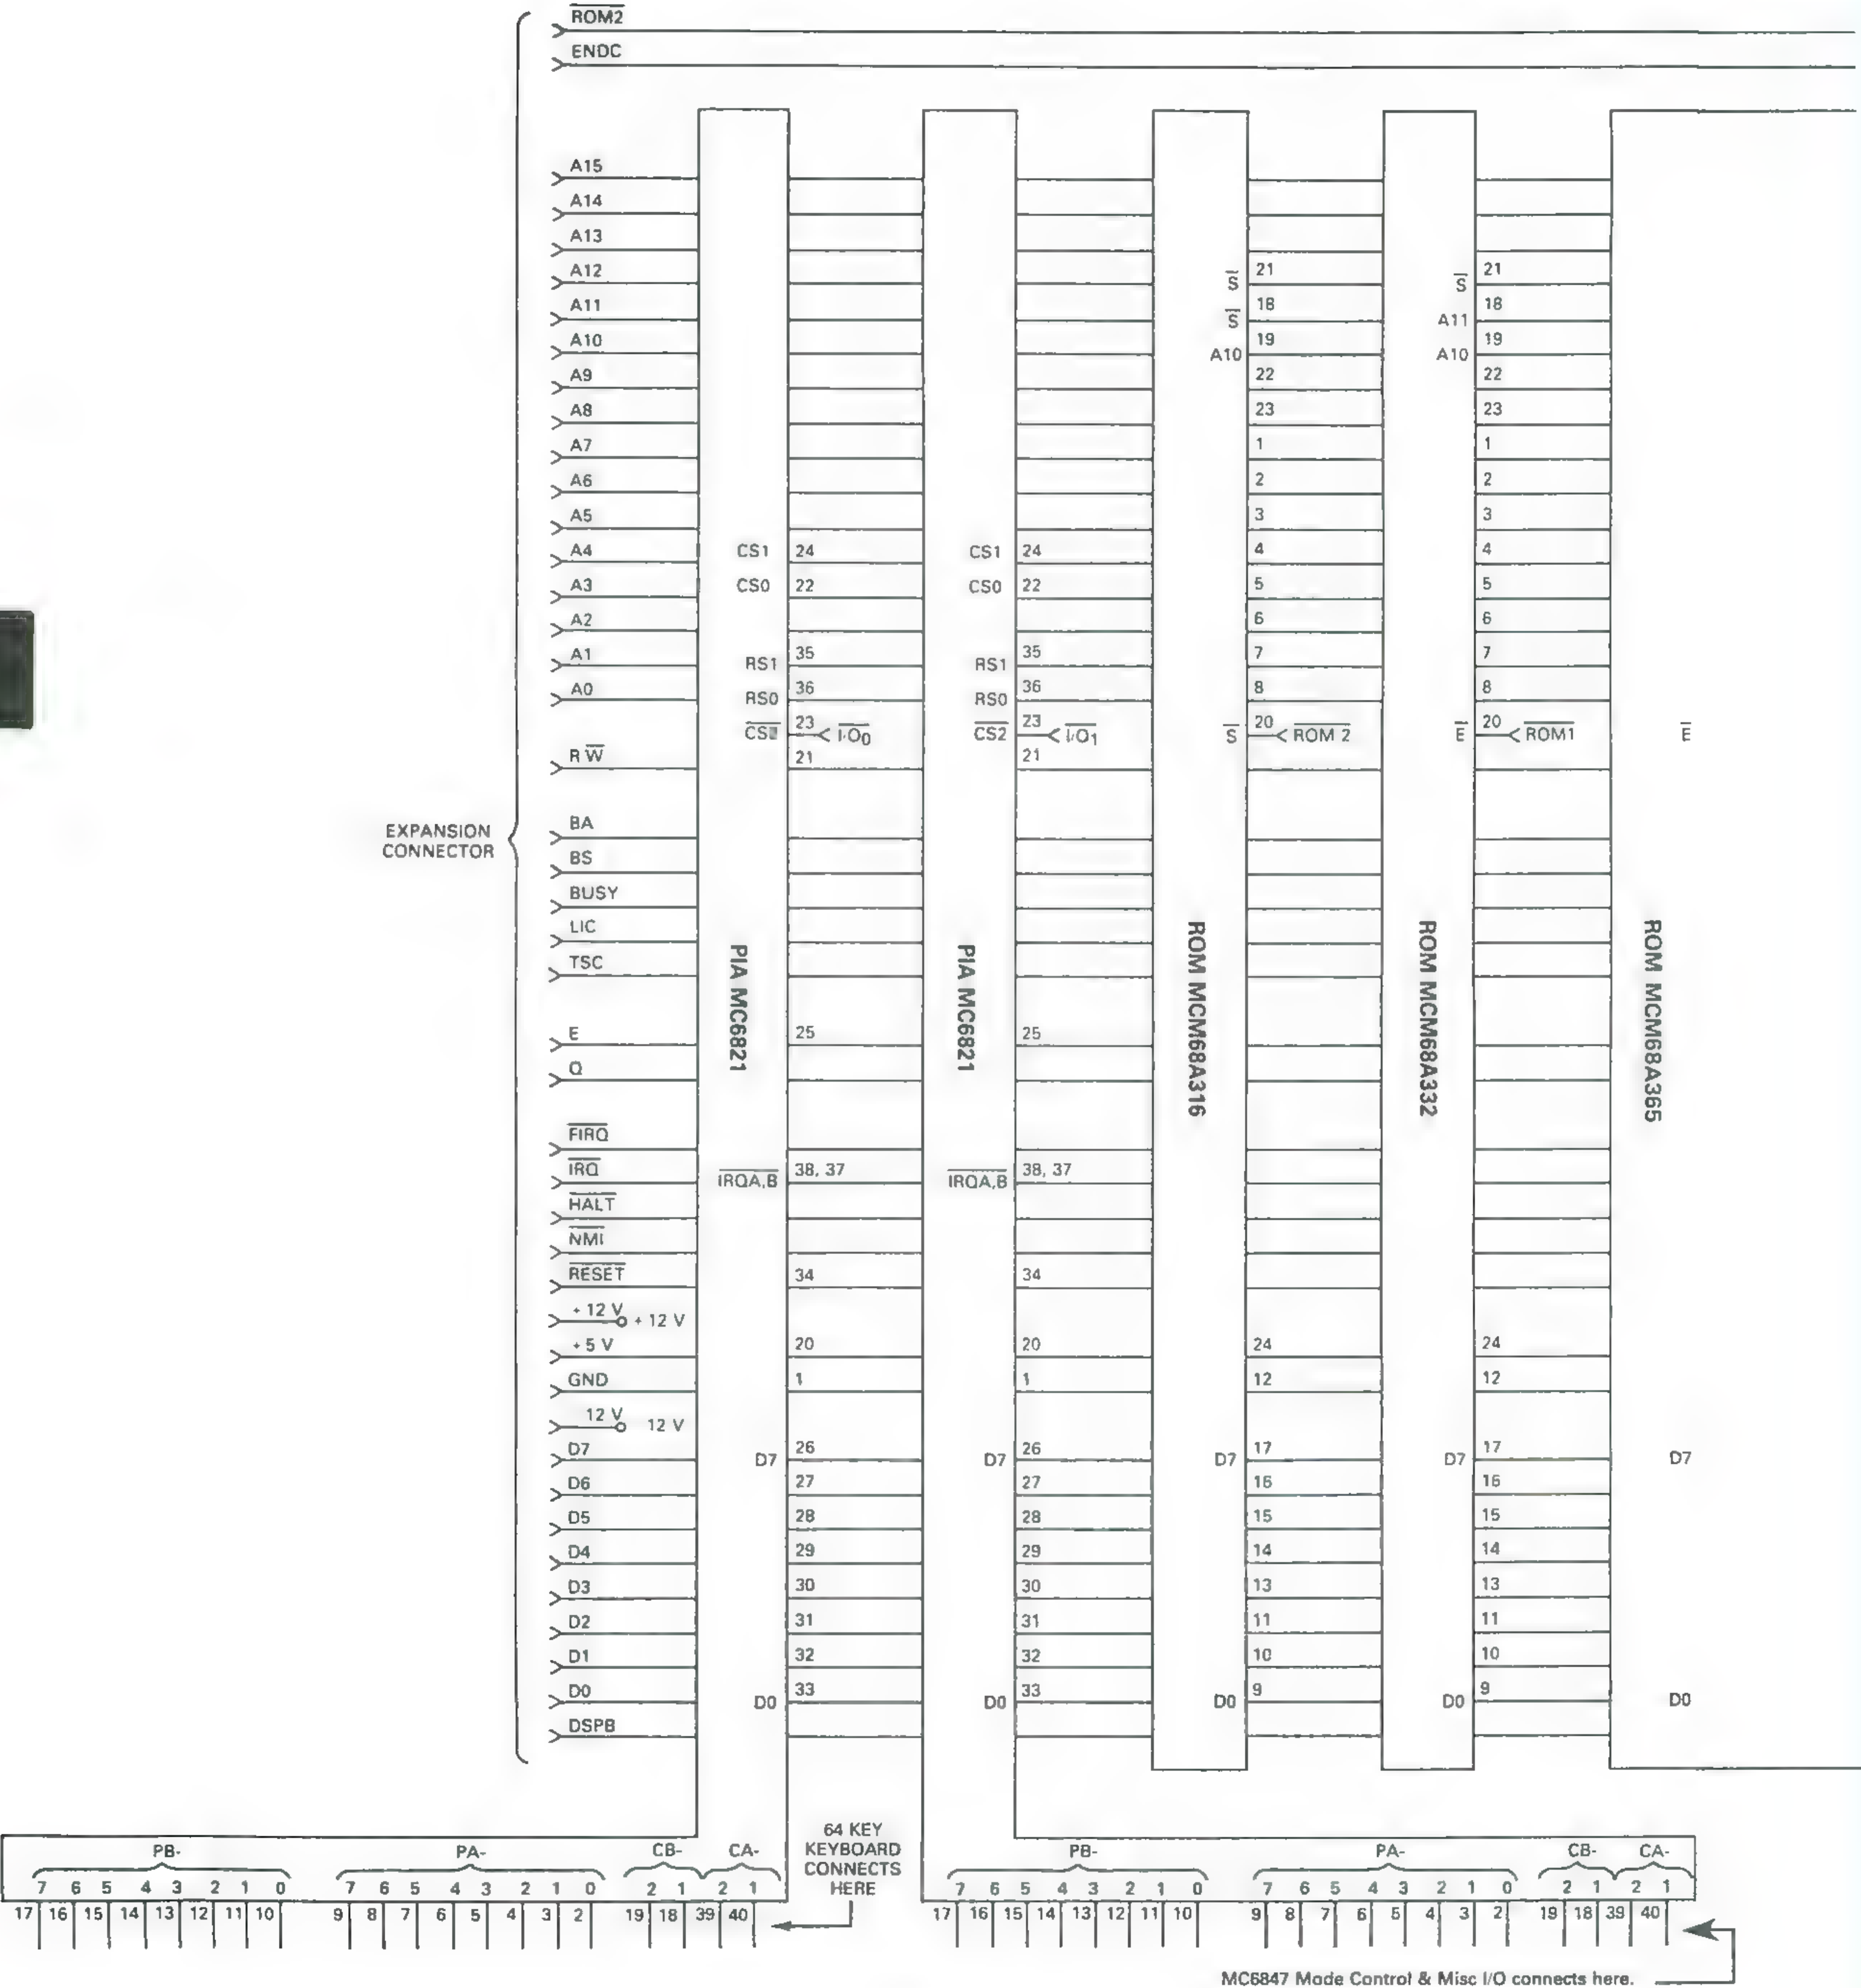 ROM2
ENDC
A15
A14
A13
A12 S 21 S 21
A11 S 18 A11 18
A10 A10 19 A10 19
A9 22 22
A8 23 23
A7 1 1
A6 2 2
A5 3 3
A4 CS1 24 CS1 24 4 4
A3 CS0 22 CS0 22 5 5
A2 6 6
A1 RS1 35 RS1 35 7 7
A0 RS0 36 RS0 36 8 8
CS2 23 I/O0 CS2 23 I/O1 S 20 ROM 2 E 20 ROM1 E
R W 21 21
EXPANSION
CONNECTOR
BA
BS
BUSY
LIC
TSC
PIA MC6821
PIA MC6821
ROM MCM68A316
ROM MCM68A332
ROM MCM68A365
E 25 25
Q
FIRQ
IRQ IRQA,B 38, 37 IRQA,B 38, 37
HALT
NMI
RESET 34 34
+ 12 V + 12 V
+ 5 V 20 20 24 24
GND 1 1 12 12
12 V 12 V
D7 D7 26 D7 26 D7 17 D7 17 D7
D6 27 27 16 16
D5 28 28 15 15
D4 29 29 14 14
D3 30 30 13 13
D2 31 31 11 11
D1 32 32 10 10
D0 D0 33 D0 33 D0 9 D0 9 D0
DSPB
64 KEY
KEYBOARD
CONNECTS
HERE
PB- PA- CB- CA- PB- PA- CB- CA-
7 6 5 4 3 2 1 0 7 6 5 4 3 2 1 0 2 1 2 1 7 6 5 4 3 2 1 0 7 6 5 4 3 2 1 0 2 1 2 1
17 16 15 14 13 12 11 10 9 8 7 6 5 4 3 2 19 18 39 40 17 16 15 14 13 12 11 10 9 8 7 6 5 4 3 2 19 18 39 40
MC6847 Mode Control & Misc I/O connects here.